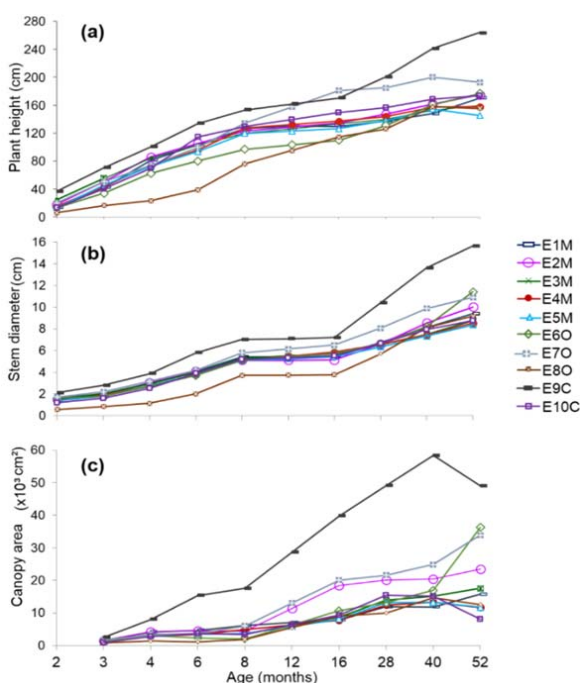 (a)
Plant height (cm)
280
240
200
160
120
80
40
0
(b)
Stem diameter(cm)
16
14
12
10
8
6
4
2
0
E1M
E2M
E3M
E4M
E5M
E6O
E7O
E8O
E9C
E10C
(c)
Canopy area (x10³ cm²)
60
50
40
30
20
10
0
2 3 4 6 8 12 16 28 40 52
Age (months)